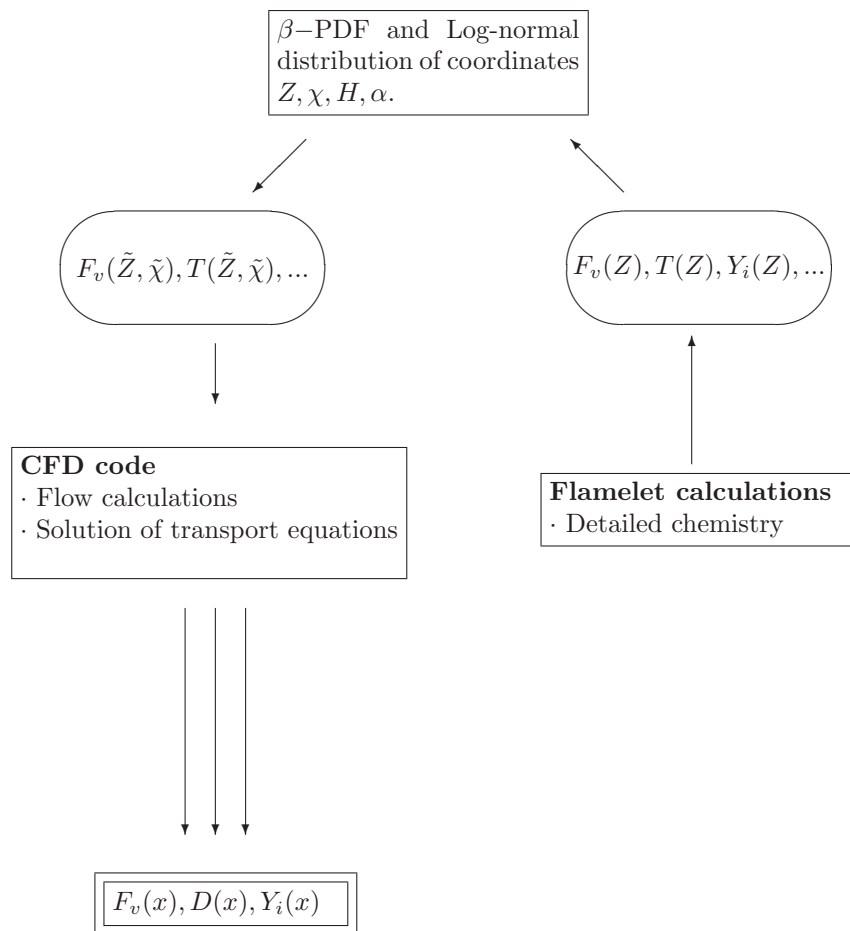 β−PDF and Log-normal
distribution of coordinates
Z, χ, H, α.
F_v(Z̃, χ̃), T(Z̃, χ̃), ...
F_v(Z), T(Z), Y_i(Z), ...
CFD code
· Flow calculations
· Solution of transport equations
Flamelet calculations
· Detailed chemistry
F_v(x), D(x), Y_i(x)